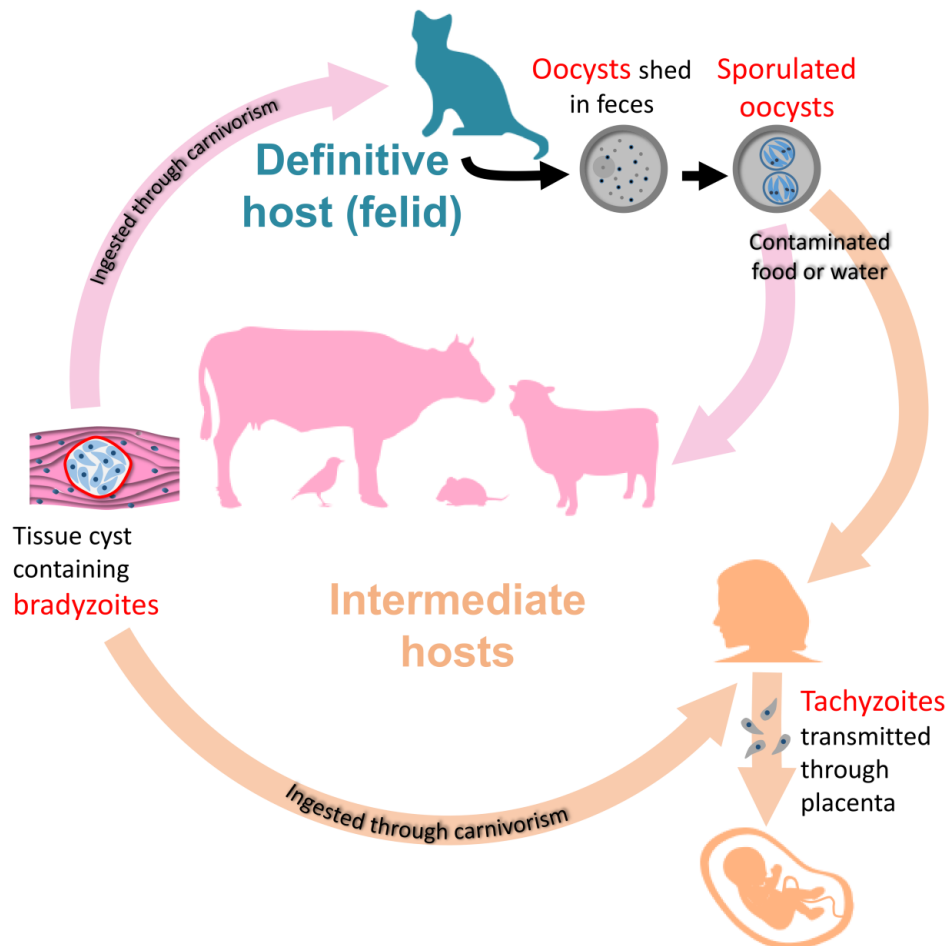 Oocysts shed
in feces
Sporulated
oocysts
Ingested through carnivorism
Definitive
host (felid)
Contaminated
food or water
Tissue cyst
containing
bradyzoites
Intermediate
hosts
Tachyzoites
transmitted
through
placenta
Ingested through carnivorism